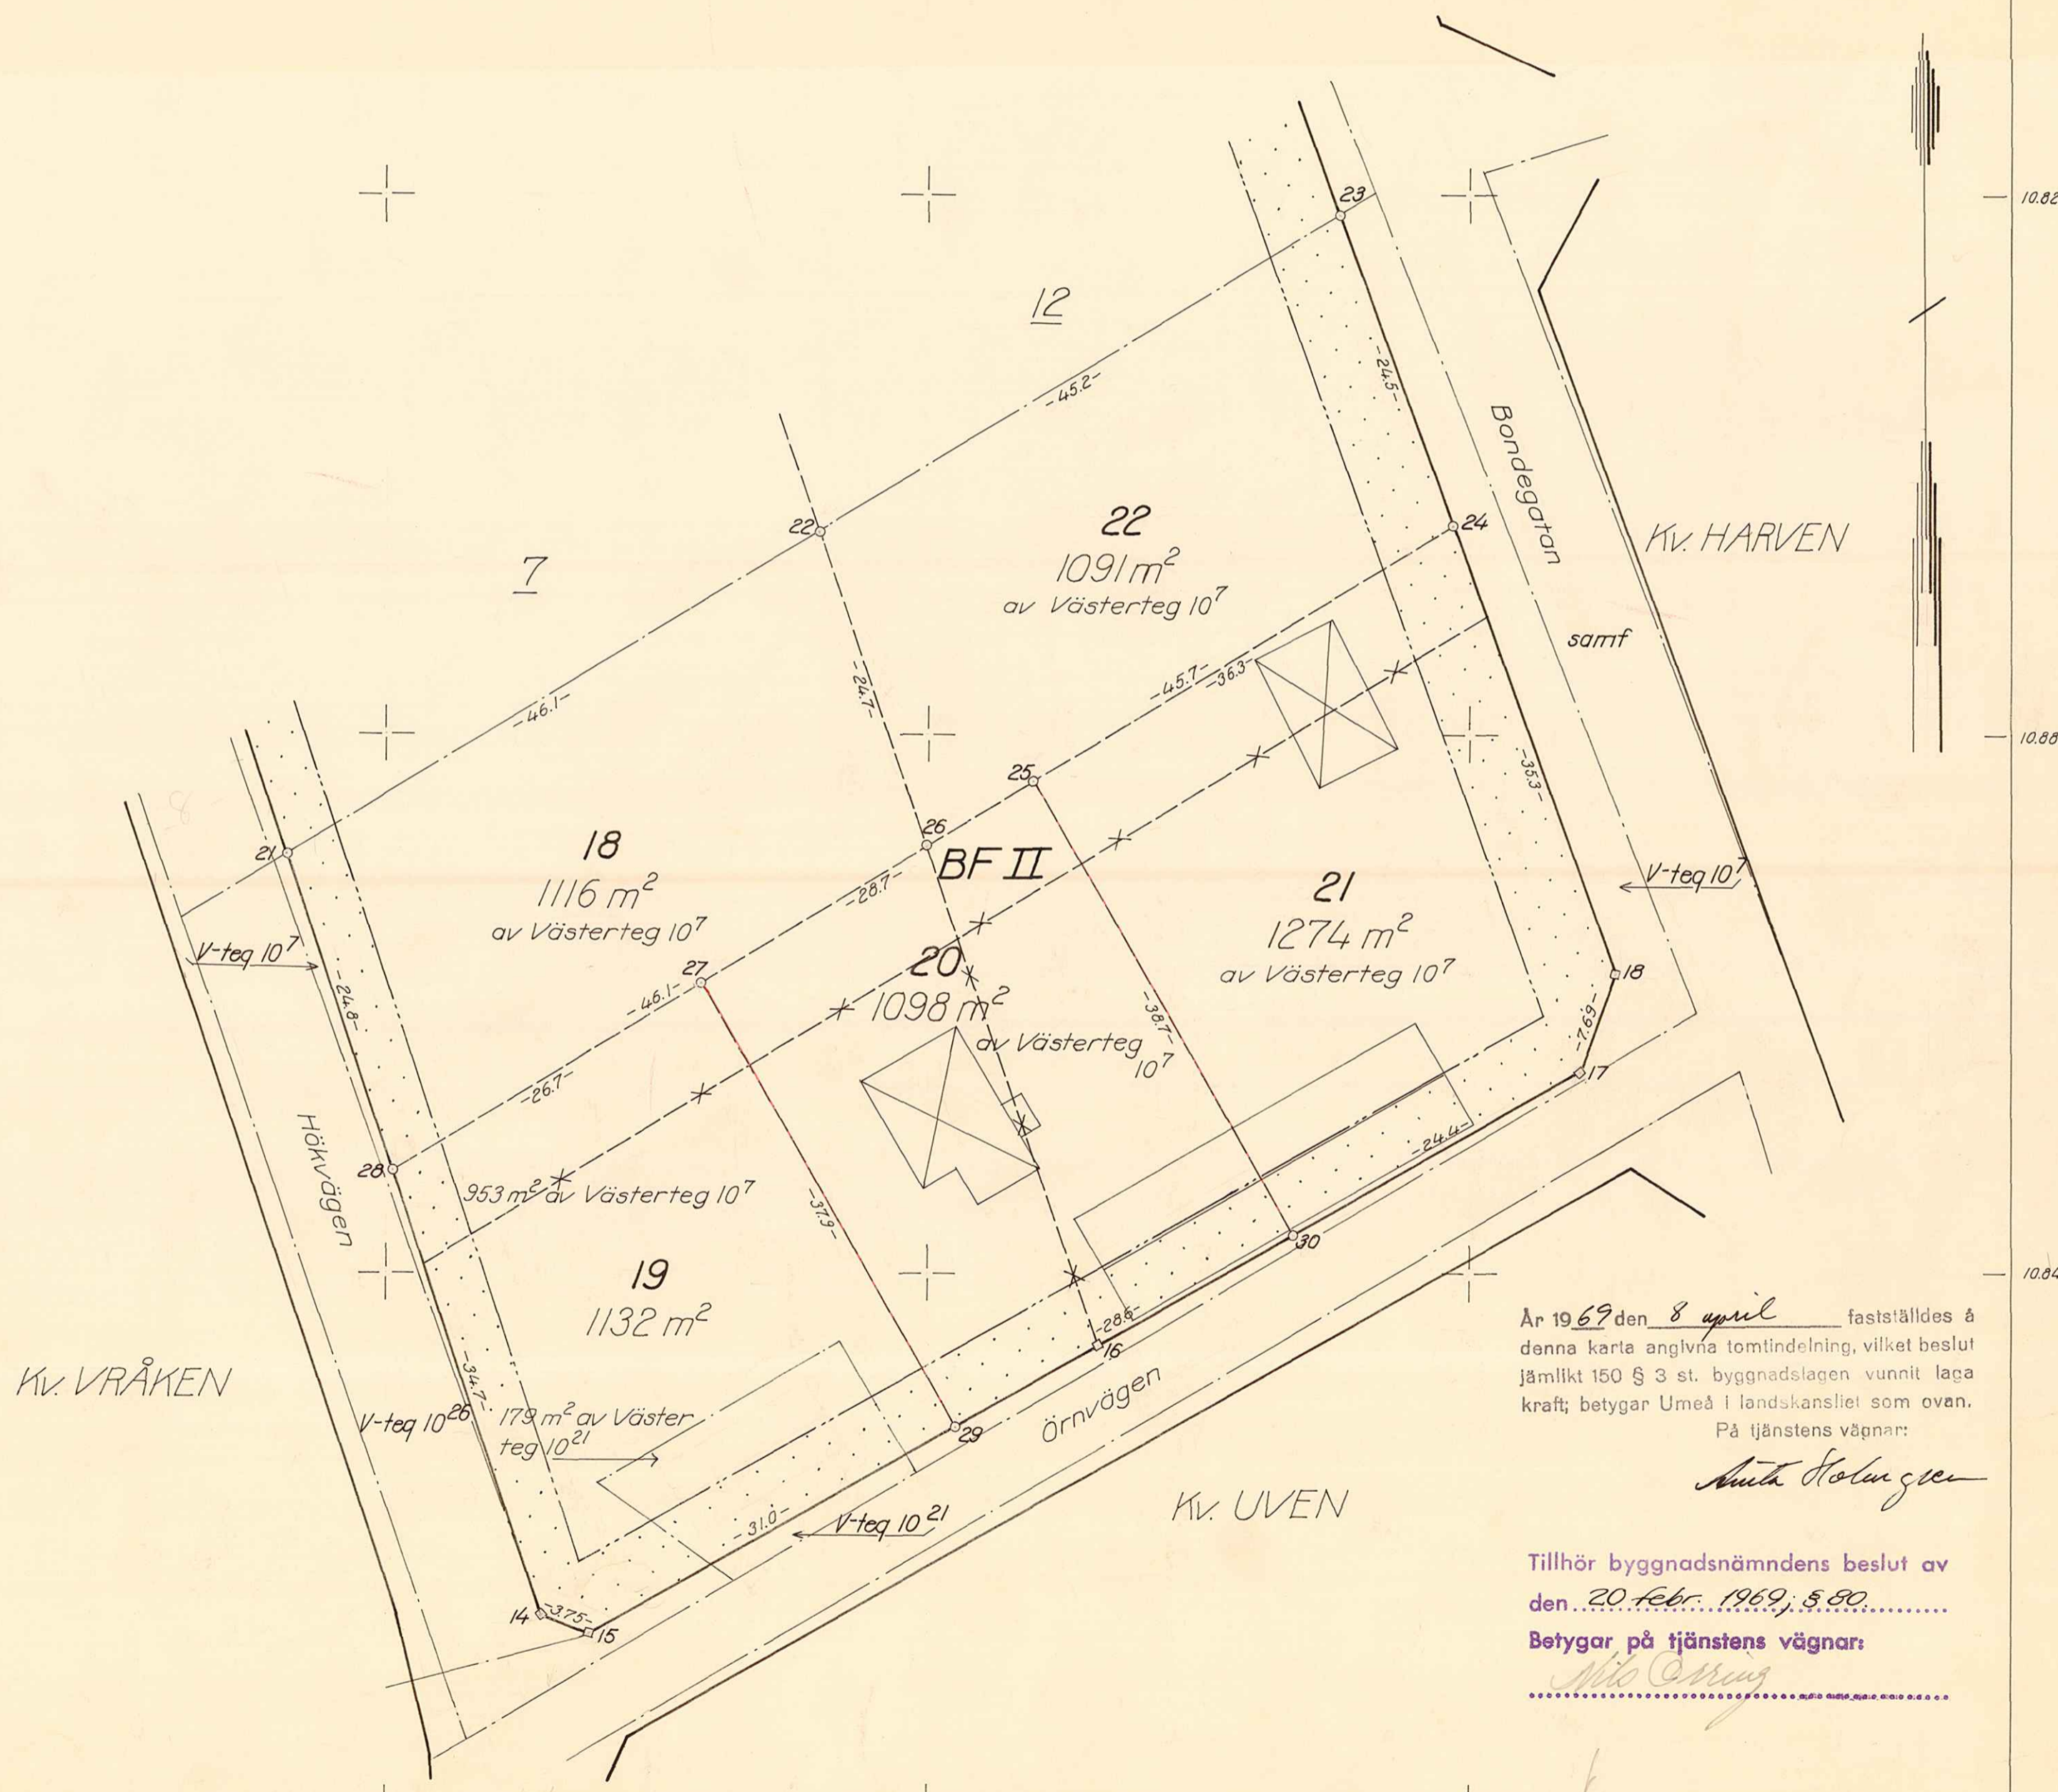 10.82
23
12
-24.5-
-45.2-
Bondegatan
22
22
24
1091 m²
av Västerteg 10⁷
Kv. HARVEN
7
samf
-24.7-
-45.7-
-36.3-
-46.1-
10.88
25
-35.3-
26
21
18
BF II
1116 m²
av Västerteg 10⁷
-28.7-
21
1274 m²
av Västerteg 10⁷
V-teg 10⁷
V-teg 10⁷
20
1098 m²
av Västerteg
10⁷
27
-46.1-
18
-24.8-
-38.7-
-7.69-
17
-26.7-
Hökvägen
28
953 m² av Västerteg 10⁷
-37.9-
-24.4-
30
19
1132 m²
10.84
-28.6-
16
Kv. VRÅKEN
-34.7-
V-teg 10²⁶
179 m² av Väster
teg 10²¹
29
Örnvägen
-31.0-
V-teg 10²¹
Kv. UVEN
14
-3.75-
15
År 1969 den 8 april fastställdes å
denna karta angivna tomtindelning, vilket beslut
jämlikt 150 § 3 st. byggnadslagen vunnit laga
kraft; betygar Umeå i landskansliet som ovan.
På tjänstens vägnar:
Anita Holmgren
Tillhör byggnadsnämndens beslut av
den 20 febr. 1969; § 80.
Betygar på tjänstens vägnar:
Nils